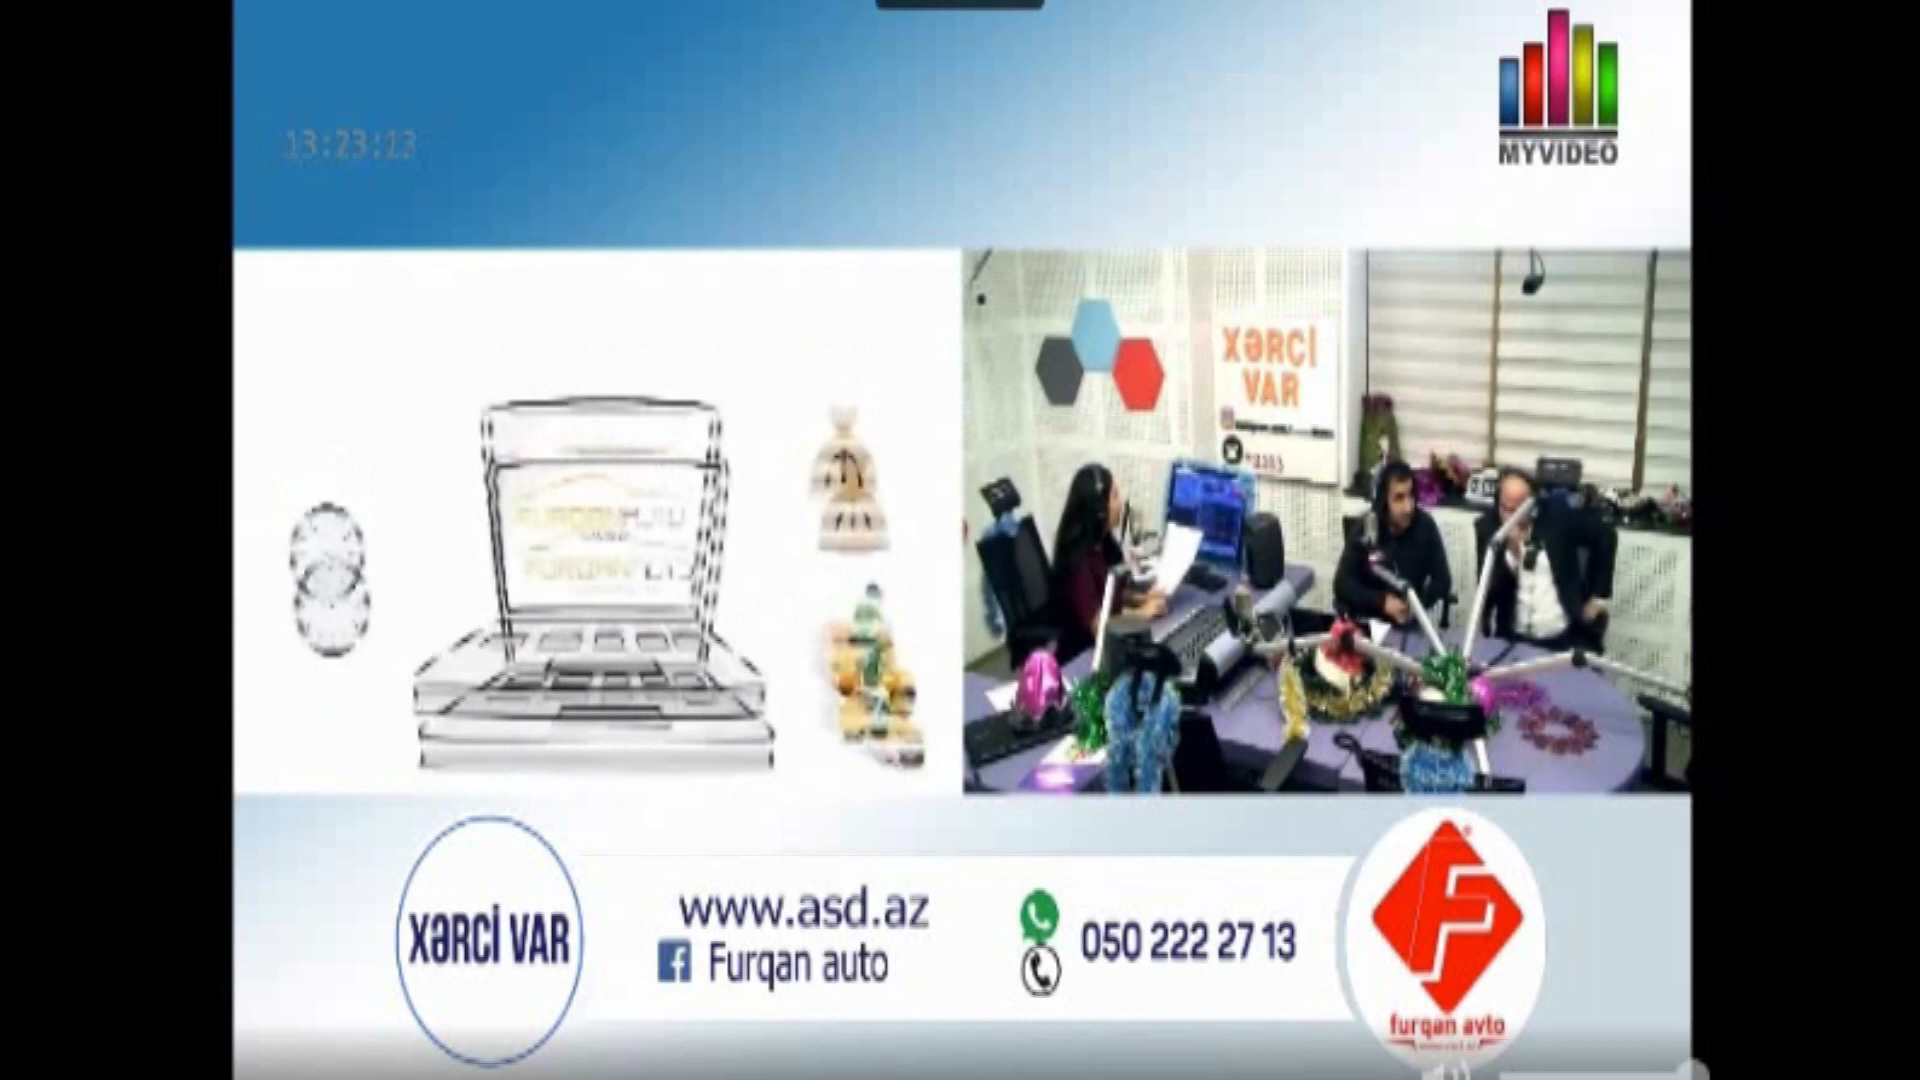 13:23:13
MYVIDEO
XƏRCİ
VAR
XƏRCİ VAR
www.asd.az
Furqan auto
050 222 27 13
furqan avto